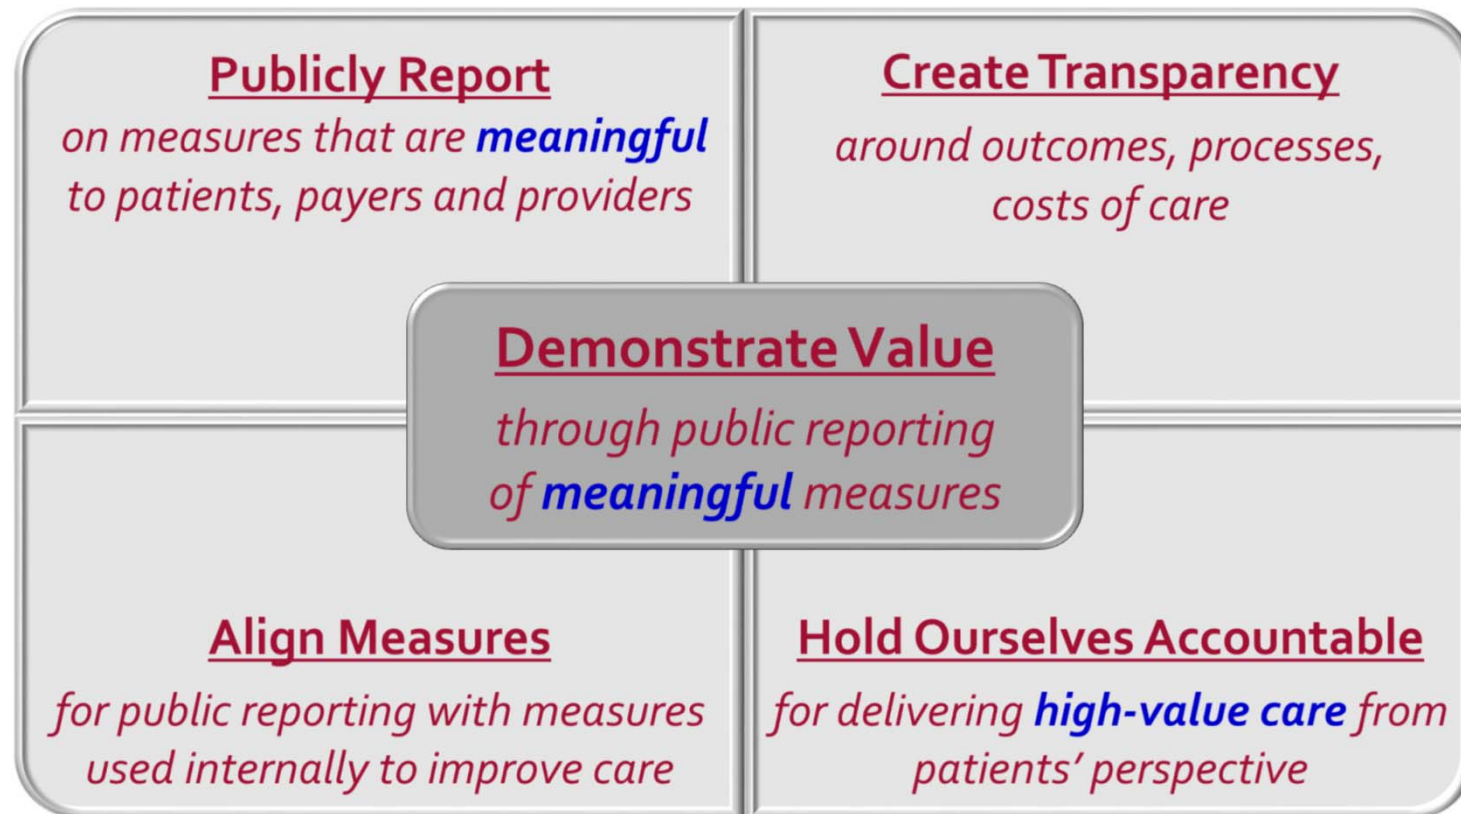 Publicly Report
on measures that are meaningful
to patients, payers and providers
Create Transparency
around outcomes, processes,
costs of care
Demonstrate Value
through public reporting
of meaningful measures
Align Measures
for public reporting with measures
used internally to improve care
Hold Ourselves Accountable
for delivering high-value care from
patients’ perspective